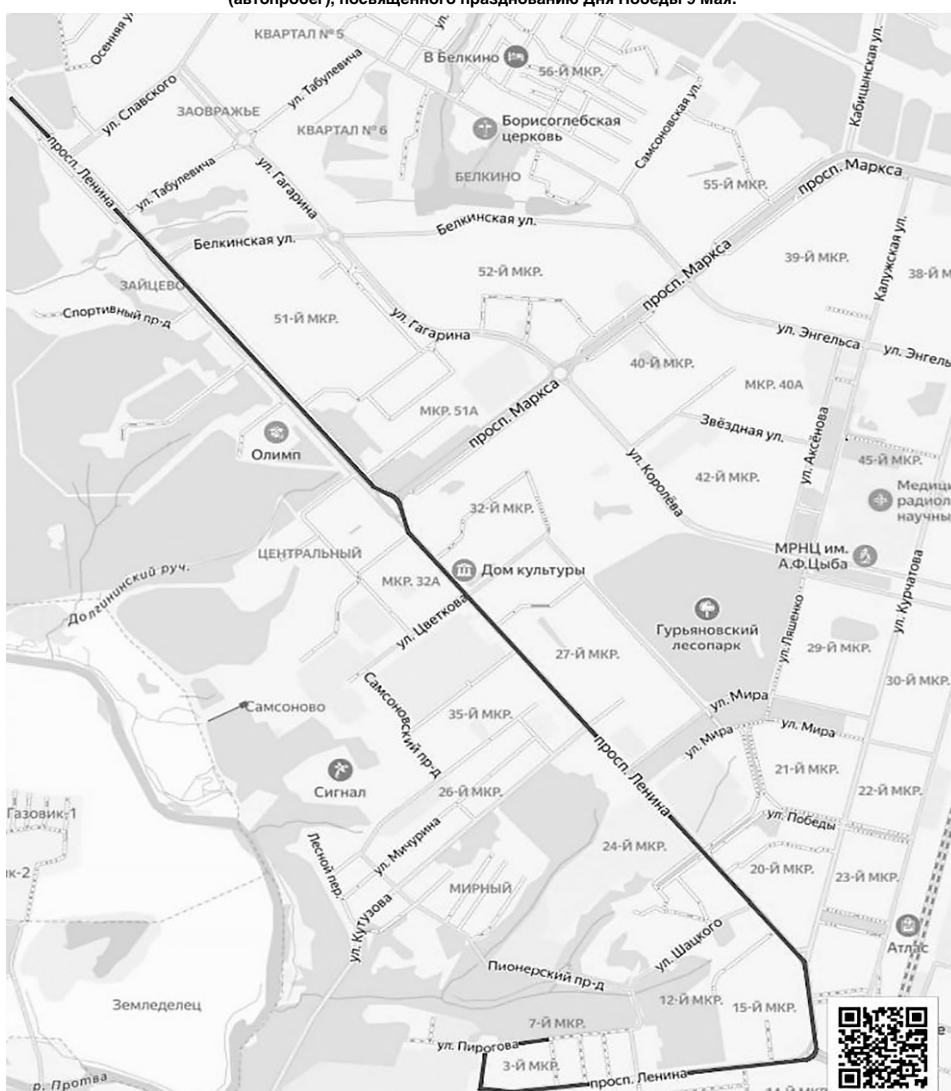 (автопробег), посвященного празднованию Дня Победы 9 мая.
Осенняя ул.
КВАРТАЛ № 5
В Белкино
56-Й МКР.
Кабицынская ул.
ул. Славского
ЗАОВРАЖЬЕ
ул. Табулевича
КВАРТАЛ № 6
Борисоглебская
церковь
Самсоновская ул.
просп. Ленина
ул. Табулевича
ул. Гагарина
БЕЛКИНО
55-Й МКР.
просп. Маркса
Белкинская ул.
Белкинская ул.
39-Й МКР.
Калужская ул.
38-Й М
ЗАЙЦЕВО
52-Й МКР.
просп. Маркса
Спортивный пр-д
51-Й МКР.
ул. Гагарина
ул. Энгельса
ул. Энгель
40-Й МКР.
МКР. 40А
МКР. 51А
просп. Маркса
Звёздная ул.
ул. Аксёнова
Олимп
ул. Королёва
42-Й МКР.
45-Й МКР.
Медици
радиол
научны
32-Й МКР.
ЦЕНТРАЛЬНЫЙ
МКР. 32А
Дом культуры
МРНЦ им.
А.Ф.Цыба
Долгининский руч.
ул. Цветкова
Гурьяновский
лесопарк
ул. Ляшенко
ул. Курчатова
29-Й МКР.
27-Й МКР.
30-Й МКР.
Самсоново
Самсоновский пр-д
35-Й МКР.
ул. Мира
ул. Мира
ул. Мира
просп. Ленина
Сигнал
26-Й МКР.
21-Й МКР.
22-Й МКР.
Газовик-1
ул. Победы
ул. Мичурина
24-Й МКР.
Лесной пер.
20-Й МКР.
23-Й МКР.
к-2
МИРНЫЙ
ул. Кутузова
ул. Шацкого
Атлас
Пионерский пр-д
Земледелец
12-Й МКР.
15-Й МКР.
7-Й МКР.
ул. Пирогова
3-Й МКР.
просп. Ленина
р. Протва